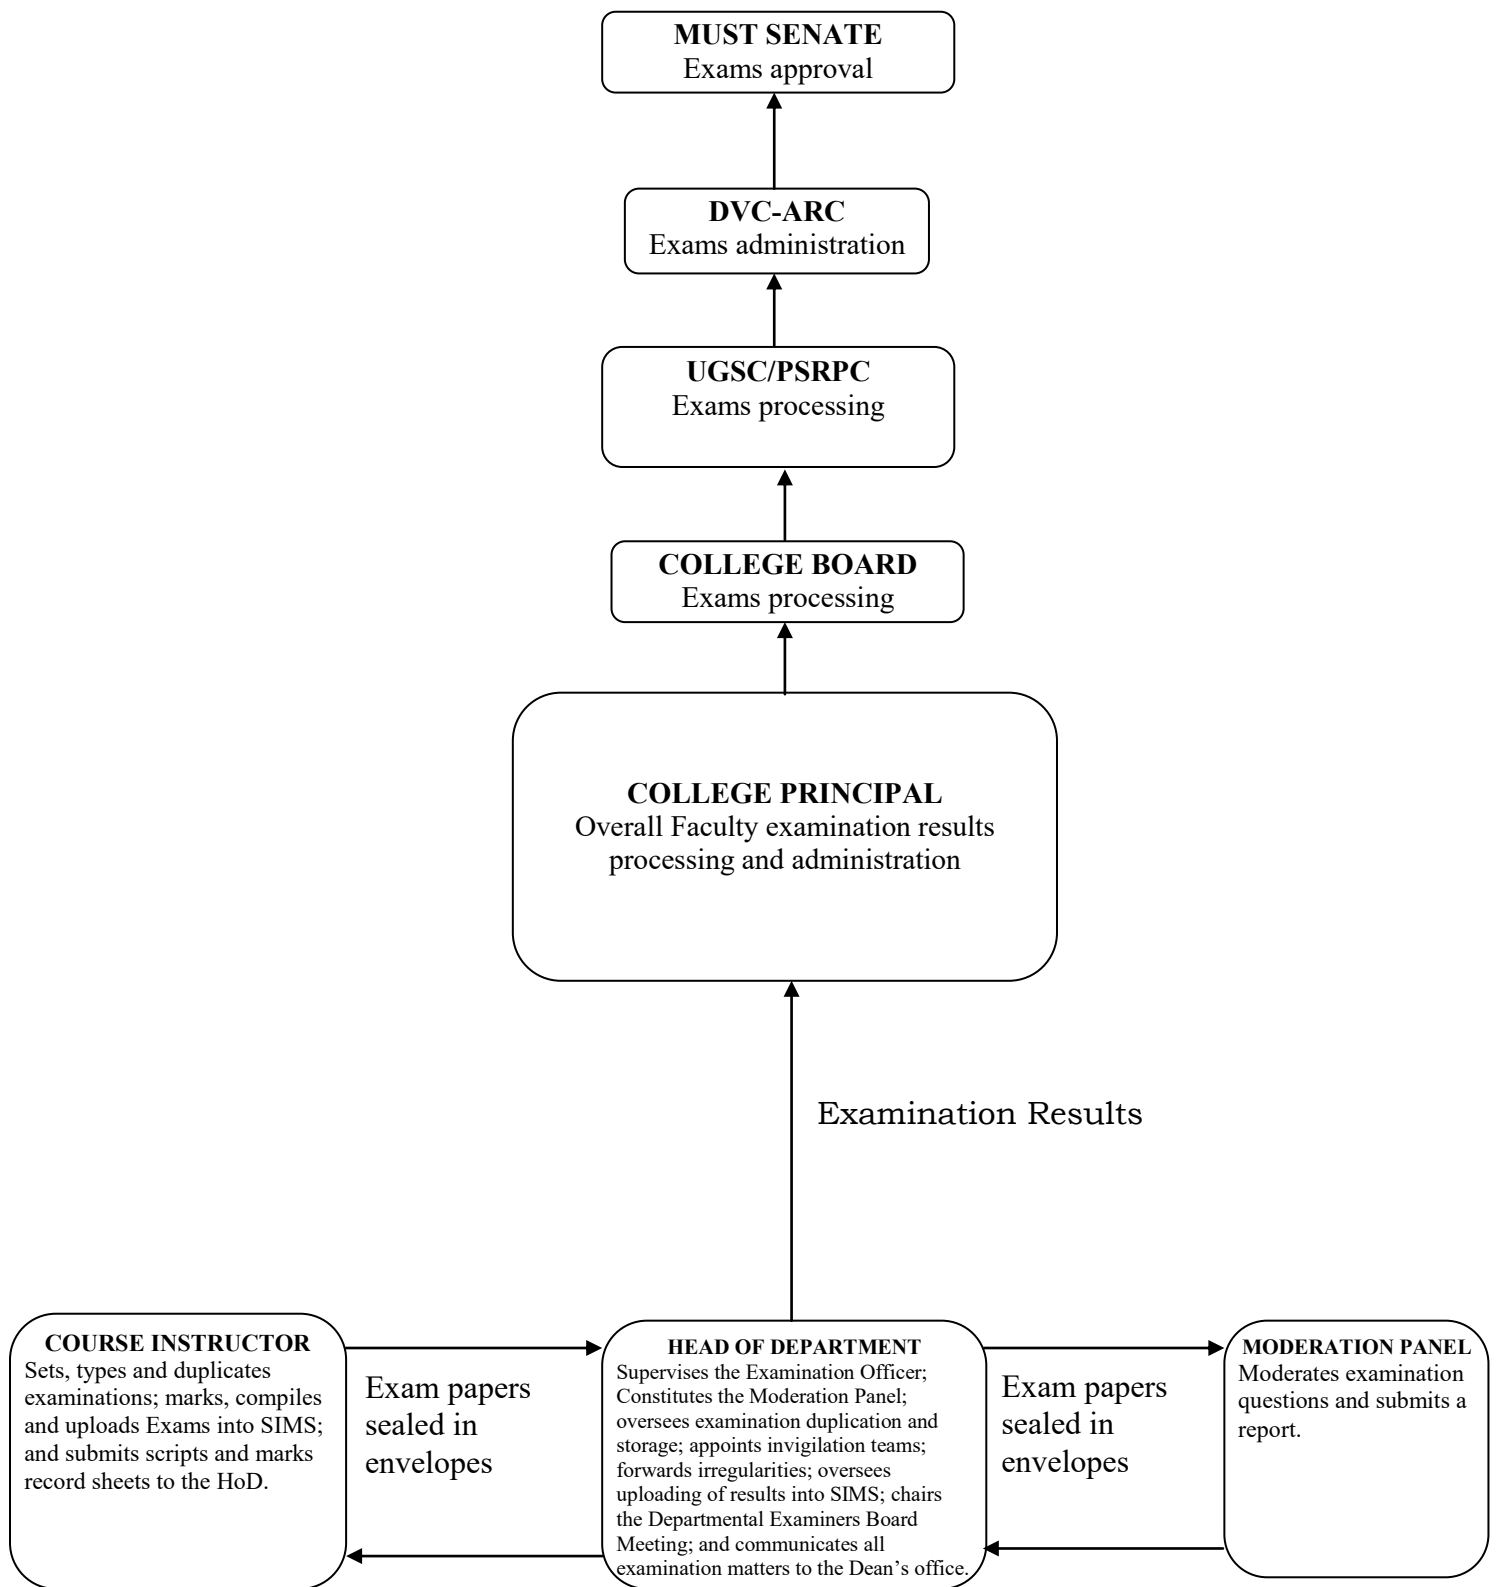 MUST SENATE
Exams approval
DVC-ARC
Exams administration
UGSC/PSRPC
Exams processing
COLLEGE BOARD
Exams processing
COLLEGE PRINCIPAL
Overall Faculty examination results
processing and administration
Examination Results
COURSE INSTRUCTOR
Sets, types and duplicates
examinations; marks, compiles
and uploads Exams into SIMS;
and submits scripts and marks
record sheets to the HoD.
Exam papers
sealed in
envelopes
HEAD OF DEPARTMENT
Supervises the Examination Officer;
Constitutes the Moderation Panel;
oversees examination duplication and
storage; appoints invigilation teams;
forwards irregularities; oversees
uploading of results into SIMS; chairs
the Departmental Examiners Board
Meeting; and communicates all
examination matters to the Dean’s office.
Exam papers
sealed in
envelopes
MODERATION PANEL
Moderates examination
questions and submits a
report.